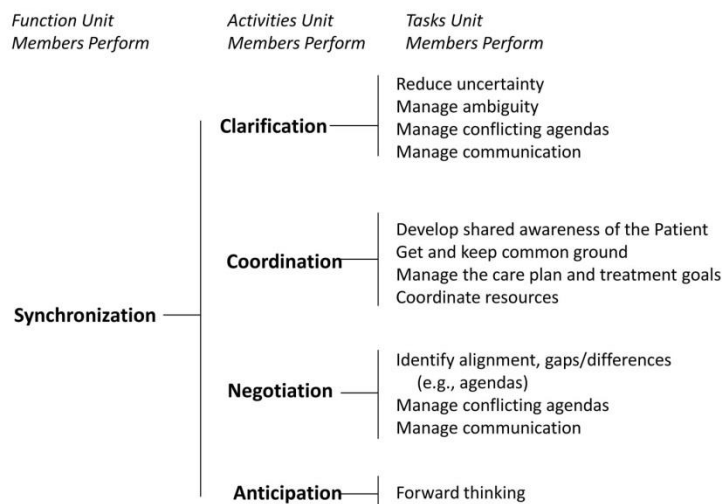 Function Unit
Members Perform
Activities Unit
Members Perform
Tasks Unit
Members Perform
Synchronization
Clarification
Reduce uncertainty
Manage ambiguity
Manage conflicting agendas
Manage communication
Coordination
Develop shared awareness of the Patient
Get and keep common ground
Manage the care plan and treatment goals
Coordinate resources
Negotiation
Identify alignment, gaps/differences
(e.g., agendas)
Manage conflicting agendas
Manage communication
Anticipation
Forward thinking